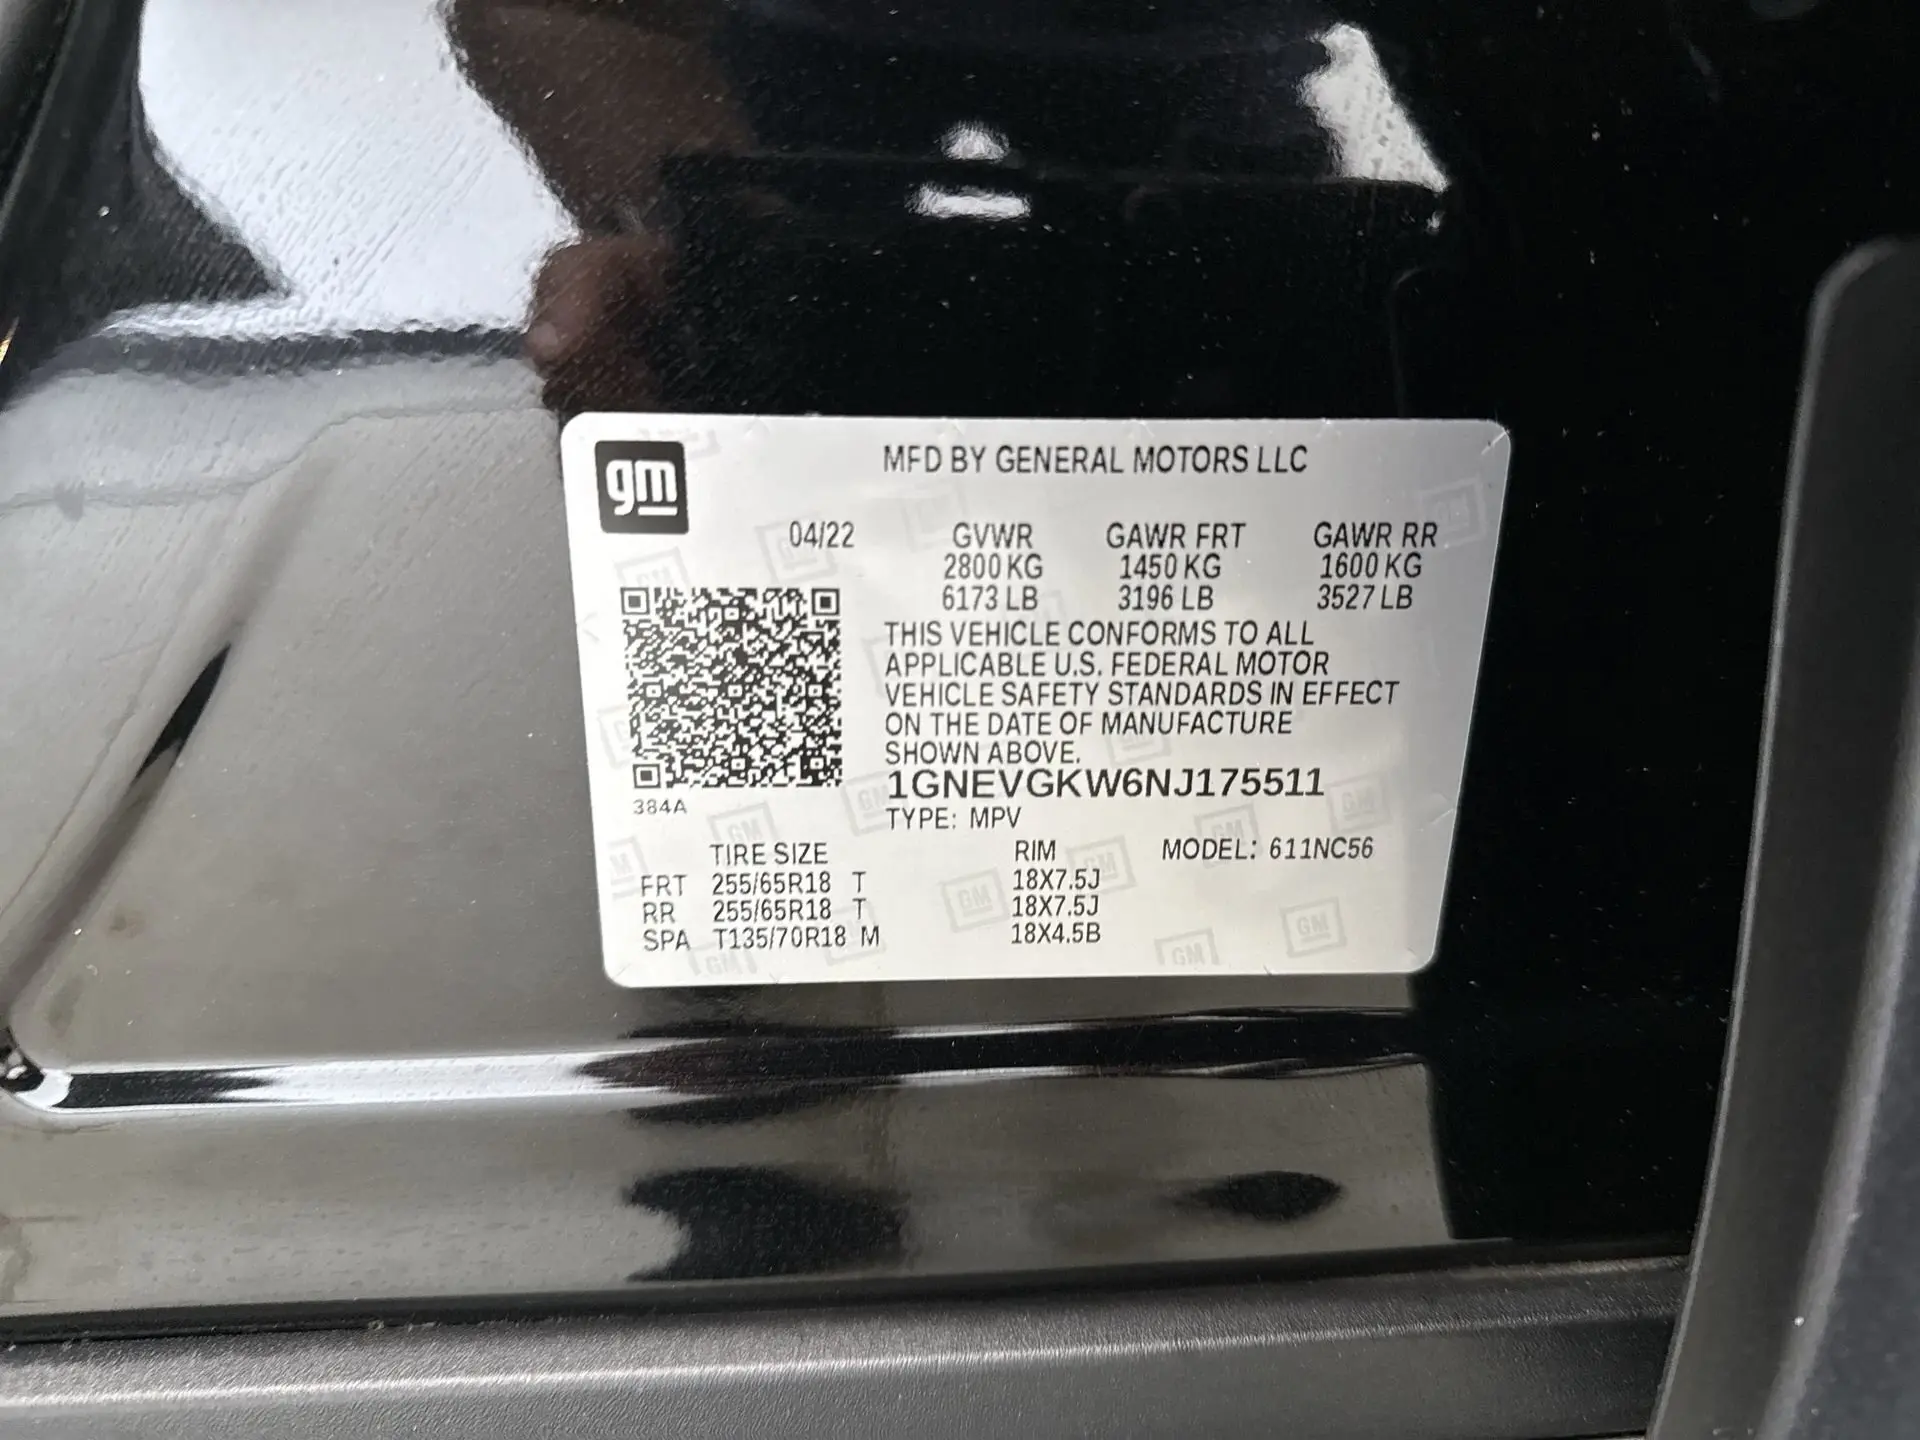 gm
MFD BY GENERAL MOTORS LLC
04/22 GVWR GAWR FRT GAWR RR
2800 KG 1450 KG 1600 KG
6173 LB 3196 LB 3527 LB
THIS VEHICLE CONFORMS TO ALL
APPLICABLE U.S. FEDERAL MOTOR
VEHICLE SAFETY STANDARDS IN EFFECT
ON THE DATE OF MANUFACTURE
SHOWN ABOVE.
1GNEVGKW6NJ175511
384A
TYPE: MPV
TIRE SIZE RIM MODEL: 611NC56
FRT 255/65R18 T 18X7.5J
RR 255/65R18 T 18X7.5J
SPA T135/70R18 M 18X4.5B